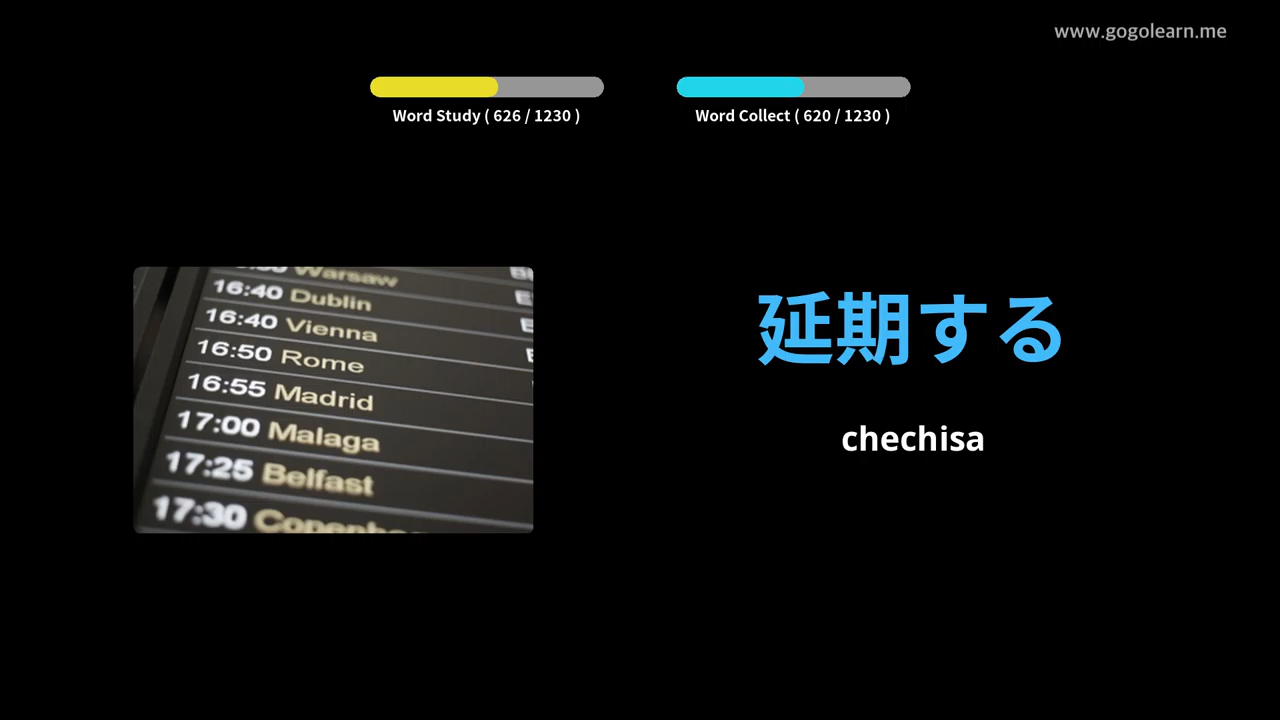 www.gogolearn.me
Word Study ( 626 / 1230 )
Word Collect ( 620 / 1230 )
Warsaw
16:40 Dublin
16:40 Vienna
16:50 Rome
16:55 Madrid
17:00 Malaga
17:25 Belfast
17:30
延期する
chechisa